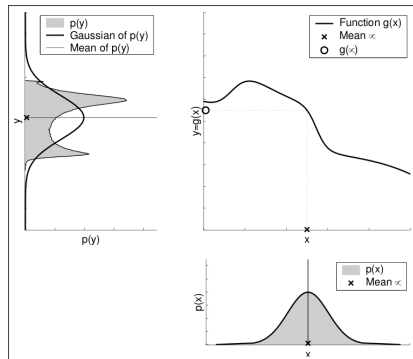 p(y)
Gaussian of p(y)
Mean of p(y)
y
p(y)
Function g(x)
Mean ∝
g(∝)
y=g(x)
x
p(x)
Mean ∝
p(x)
x